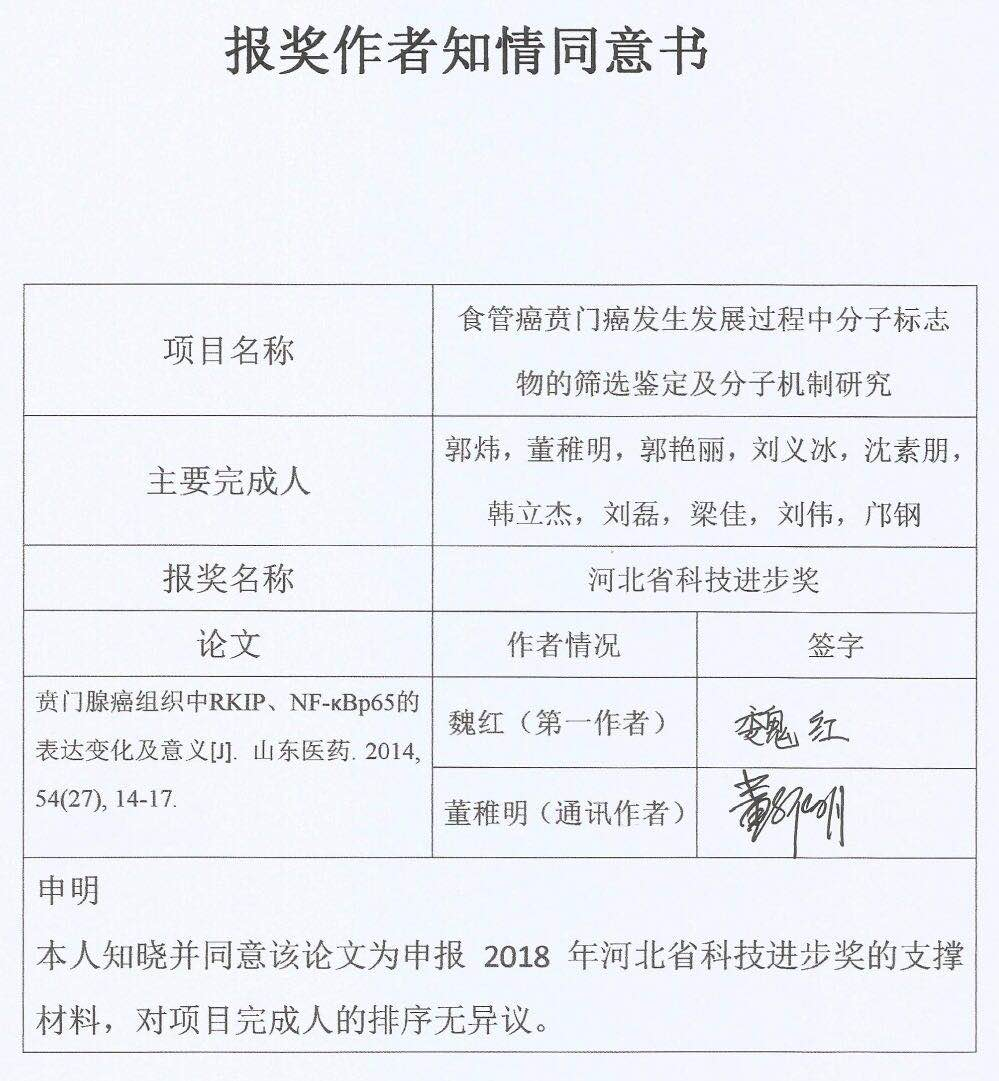 报奖作者知情同意书
项目名称
食管癌贲门癌发生发展过程中分子标志
物的筛选鉴定及分子机制研究
主要完成人
郭炜，董稚明，郭艳丽，刘义冰，沈素朋，
韩立杰，刘磊，梁佳，刘伟，邝钢
报奖名称
河北省科技进步奖
论文
作者情况
签字
贲门腺癌组织中RKIP、NF-κBp65的
表达变化及意义[J]. 山东医药. 2014,
54(27), 14-17.
魏红（第一作者）
魏红
董稚明（通讯作者）
董稚明
申明
本人知晓并同意该论文为申报 2018 年河北省科技进步奖的支撑
材料，对项目完成人的排序无异议。